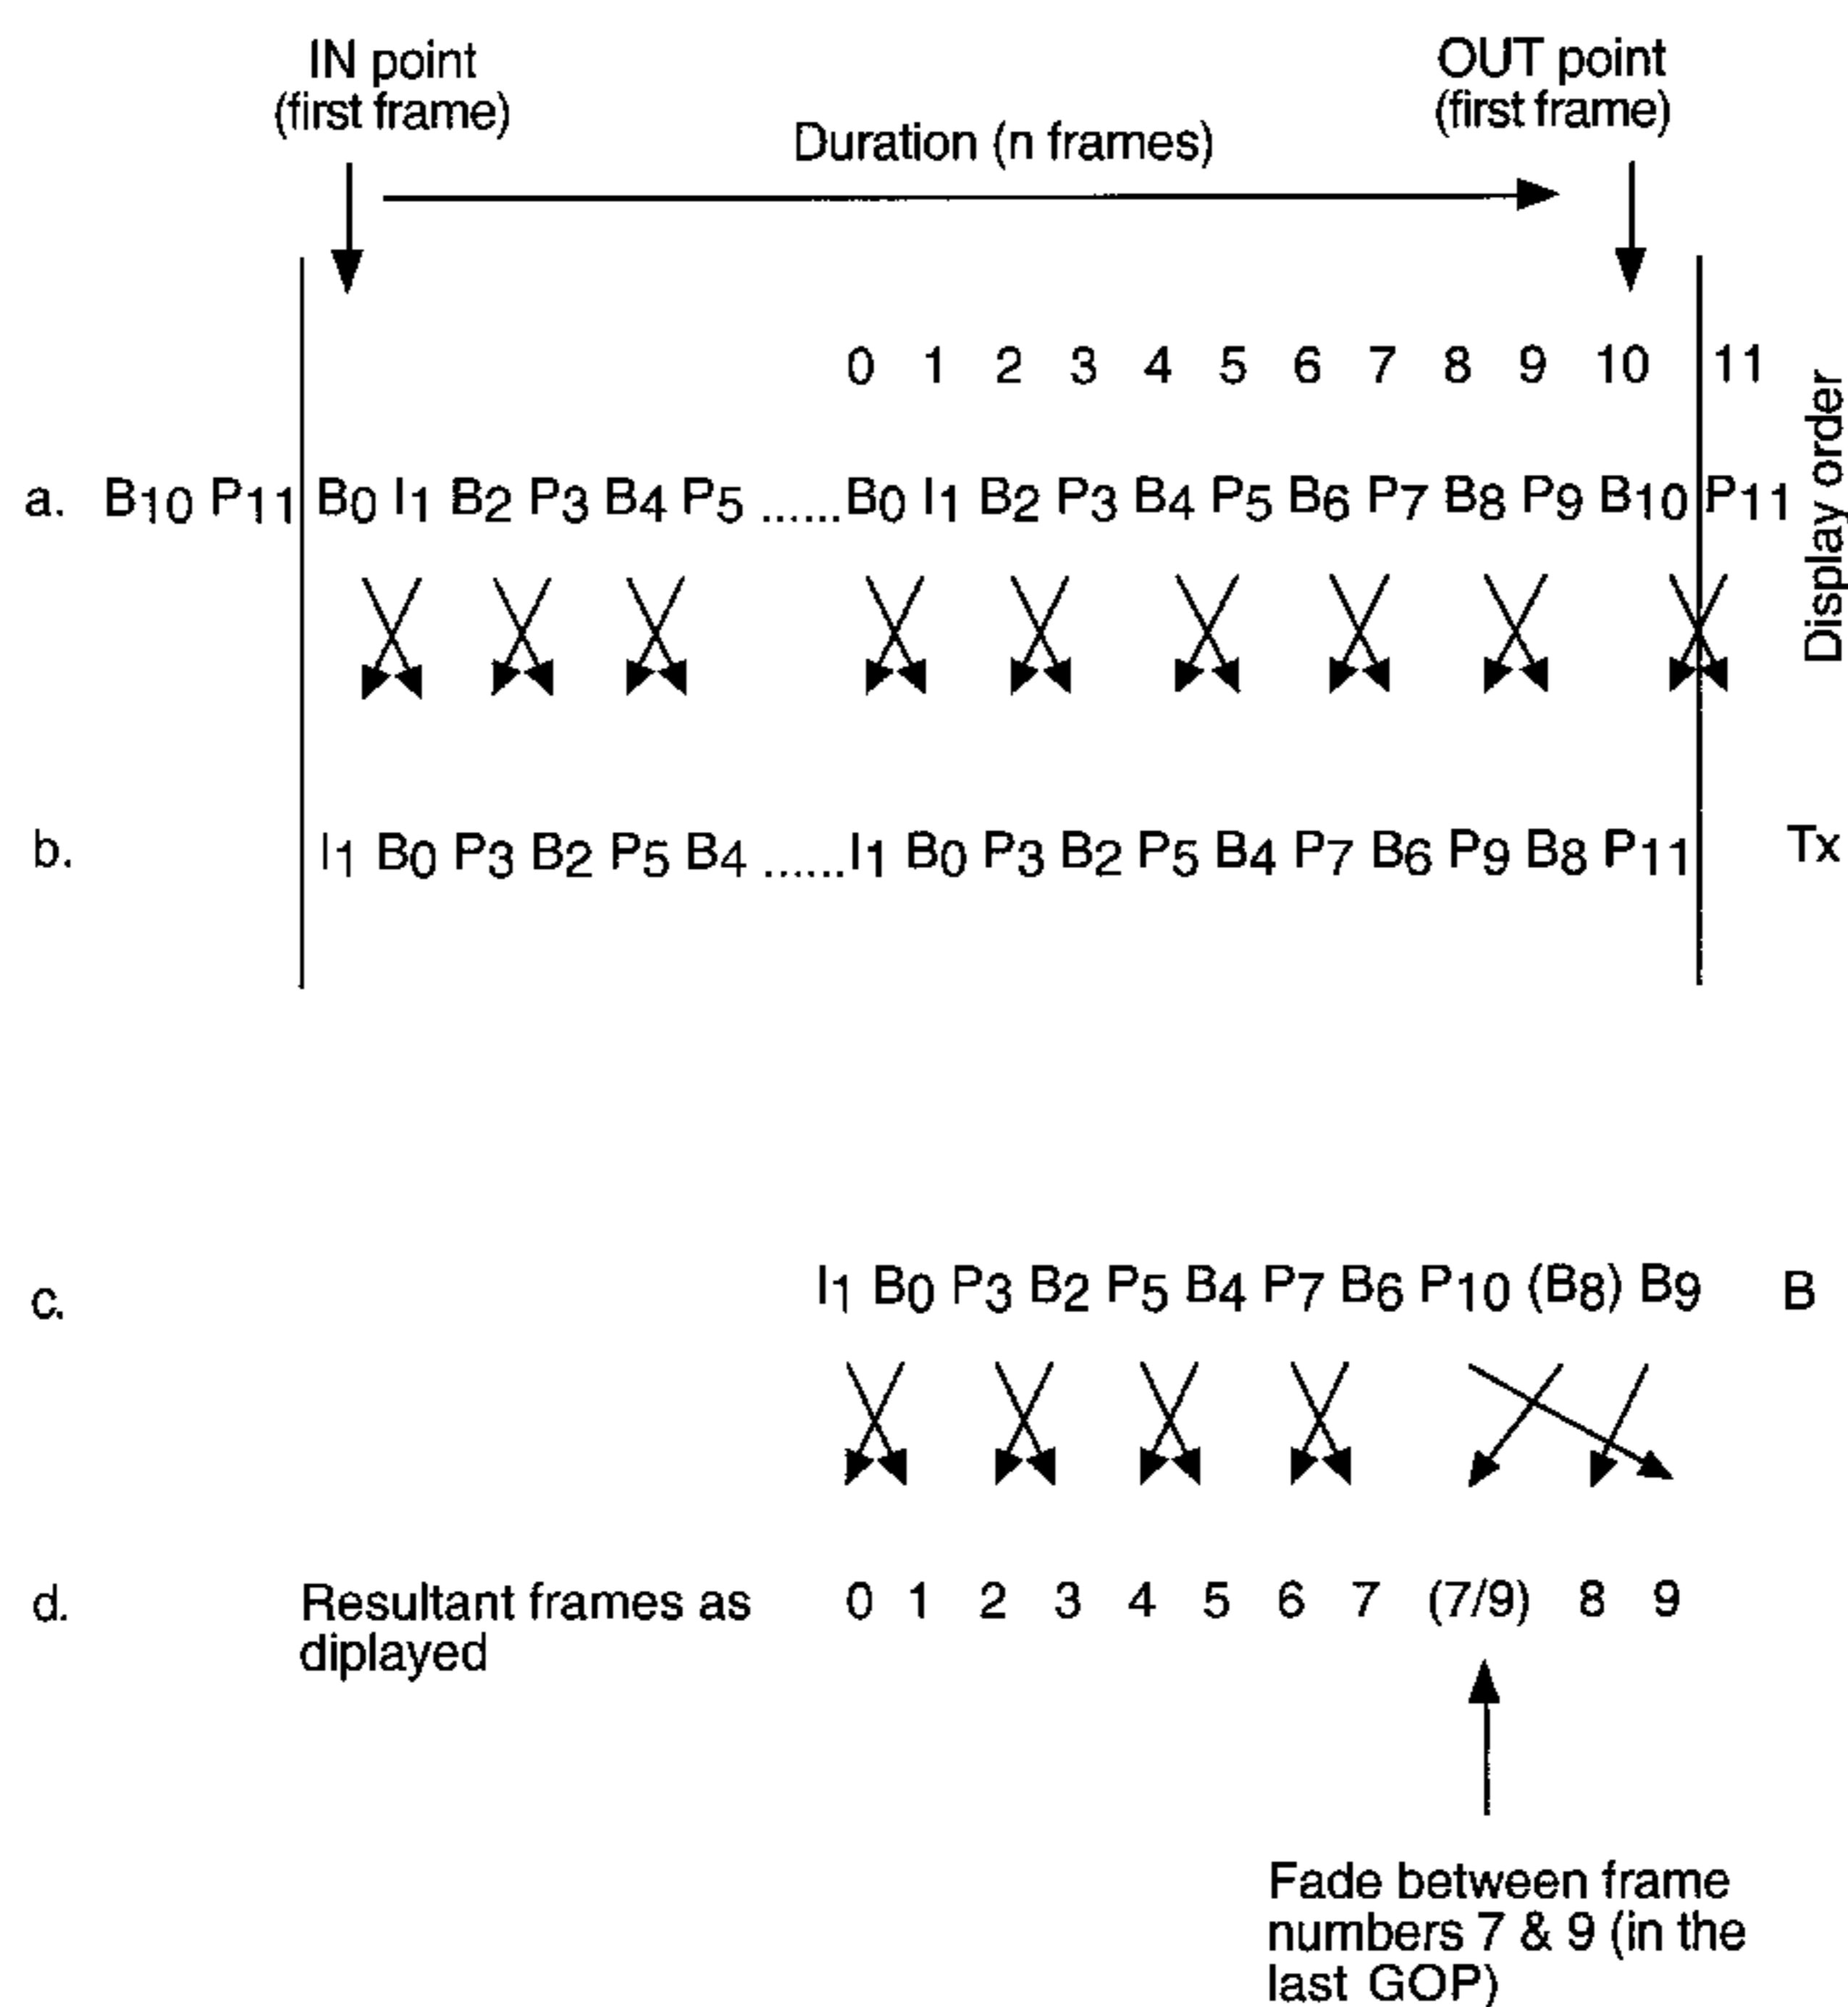 IN point
(first frame)
OUT point
(first frame)
Duration (n frames)
0 1 2 3 4 5 6 7 8 9 10 11
Display order
a. B10 P11 B0 I1 B2 P3 B4 P5 ...... B0 I1 B2 P3 B4 P5 B6 P7 B8 P9 B10 P11
b. I1 B0 P3 B2 P5 B4 ...... I1 B0 P3 B2 P5 B4 P7 B6 P9 B8 P11 Tx
c. I1 B0 P3 B2 P5 B4 P7 B6 P10 (B8) B9 B
d. Resultant frames as 0 1 2 3 4 5 6 7 (7/9) 8 9
diplayed
Fade between frame
numbers 7 & 9 (in the
last GOP)